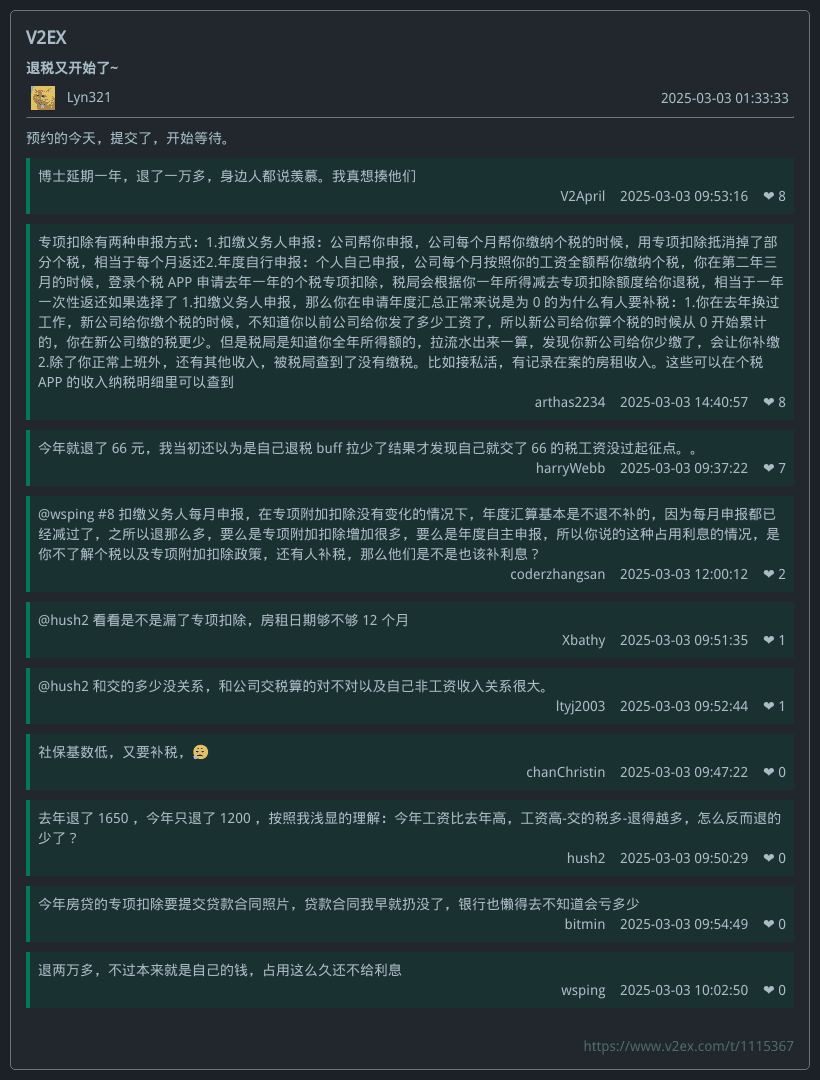 V2EX
退税又开始了~
Lyn321 2025-03-03 01:33:33
预约的今天，提交了，开始等待。
博士延期一年，退了一万多，身边人都说羡慕。我真想揍他们
V2April 2025-03-03 09:53:16 ❤ 8
专项扣除有两种申报方式：1.扣缴义务人申报：公司帮你申报，公司每个月帮你缴纳个税的时候，用专项扣除抵消掉了部
分个税，相当于每个月返还2.年度自行申报：个人自己申报，公司每个月按照你的工资全额帮你缴纳个税，你在第二年三
月的时候，登录个税 APP 申请去年一年的个税专项扣除，税局会根据你一年所得减去专项扣除额度给你退税，相当于一年
一次性返还如果选择了 1.扣缴义务人申报，那么你在申请年度汇总正常来说是为 0 的为什么有人要补税：1.你在去年换过
工作，新公司给你缴个税的时候，不知道你以前公司给你发了多少工资了，所以新公司给你算个税的时候从 0 开始累计
的，你在新公司缴的税更少。但是税局是知道你全年所得额的，拉流水出来一算，发现你新公司给你少缴了，会让你补缴
2.除了你正常上班外，还有其他收入，被税局查到了没有缴税。比如接私活，有记录在案的房租收入。这些可以在个税
APP 的收入纳税明细里可以查到
arthas2234 2025-03-03 14:40:57 ❤ 8
今年就退了 66 元，我当初还以为是自己退税 buff 拉少了结果才发现自己就交了 66 的税工资没过起征点。。
harryWebb 2025-03-03 09:37:22 ❤ 7
@wsping #8 扣缴义务人每月申报，在专项附加扣除没有变化的情况下，年度汇算基本是不退不补的，因为每月申报都已
经减过了，之所以退那么多，要么是专项附加扣除增加很多，要么是年度自主申报，所以你说的这种占用利息的情况，是
你不了解个税以及专项附加扣除政策，还有人补税，那么他们是不是也该补利息？
coderzhangsan 2025-03-03 12:00:12 ❤ 2
@hush2 看看是不是漏了专项扣除，房租日期够不够 12 个月
Xbathy 2025-03-03 09:51:35 ❤ 1
@hush2 和交的多少没关系，和公司交税算的对不对以及自己非工资收入关系很大。
ltyj2003 2025-03-03 09:52:44 ❤ 1
社保基数低，又要补税，😮‍💨
chanChristin 2025-03-03 09:47:22 ❤ 0
去年退了 1650 ，今年只退了 1200 ，按照我浅显的理解：今年工资比去年高，工资高-交的税多-退得越多，怎么反而退的
少了？
hush2 2025-03-03 09:50:29 ❤ 0
今年房贷的专项扣除要提交贷款合同照片，贷款合同我早就扔没了，银行也懒得去不知道会亏多少
bitmin 2025-03-03 09:54:49 ❤ 0
退两万多，不过本来就是自己的钱，占用这么久还不给利息
wsping 2025-03-03 10:02:50 ❤ 0
https://www.v2ex.com/t/1115367